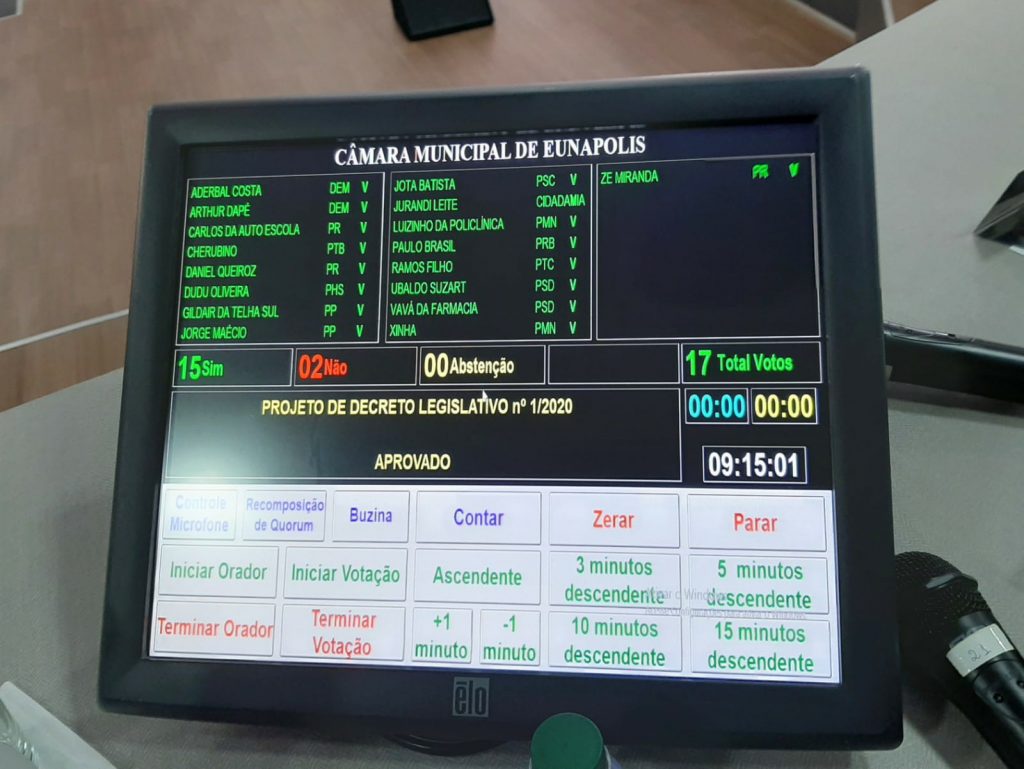 CÂMARA MUNICIPAL DE EUNAPOLIS
ADERBAL COSTA DEM V
ARTHUR DAPÉ DEM V
CARLOS DA AUTO ESCOLA PR V
CHERUBINO PTB V
DANIEL QUEIROZ PR V
DUDU OLIVEIRA PHS V
GILDAIR DA TELHA SUL PP V
JORGE MAÉCIO PP V
JOTA BATISTA PSC V
JURANDI LEITE CIDADAMIA
LUIZINHO DA POLICLÍNICA PMN V
PAULO BRASIL PRB V
RAMOS FILHO PTC V
UBALDO SUZART PSD V
VAVÁ DA FARMACIA PSD V
XINHA PMN V
ZE MIRANDA PR V
15 Sim 02 Não 00 Abstenção 17 Total Votos
PROJETO DE DECRETO LEGISLATIVO nº 1/2020 00:00 00:00
APROVADO 09:15:01
Controle
Microfone
Recomposição
de Quorum
Buzina
Contar
Zerar
Parar
Iniciar Orador
Iniciar Votação
Ascendente
3 minutos
descendente
5 minutos
descendente
Terminar Orador
Terminar
Votação
+1
minuto
-1
minuto
10 minutos
descendente
15 minutos
descendente
elo
21